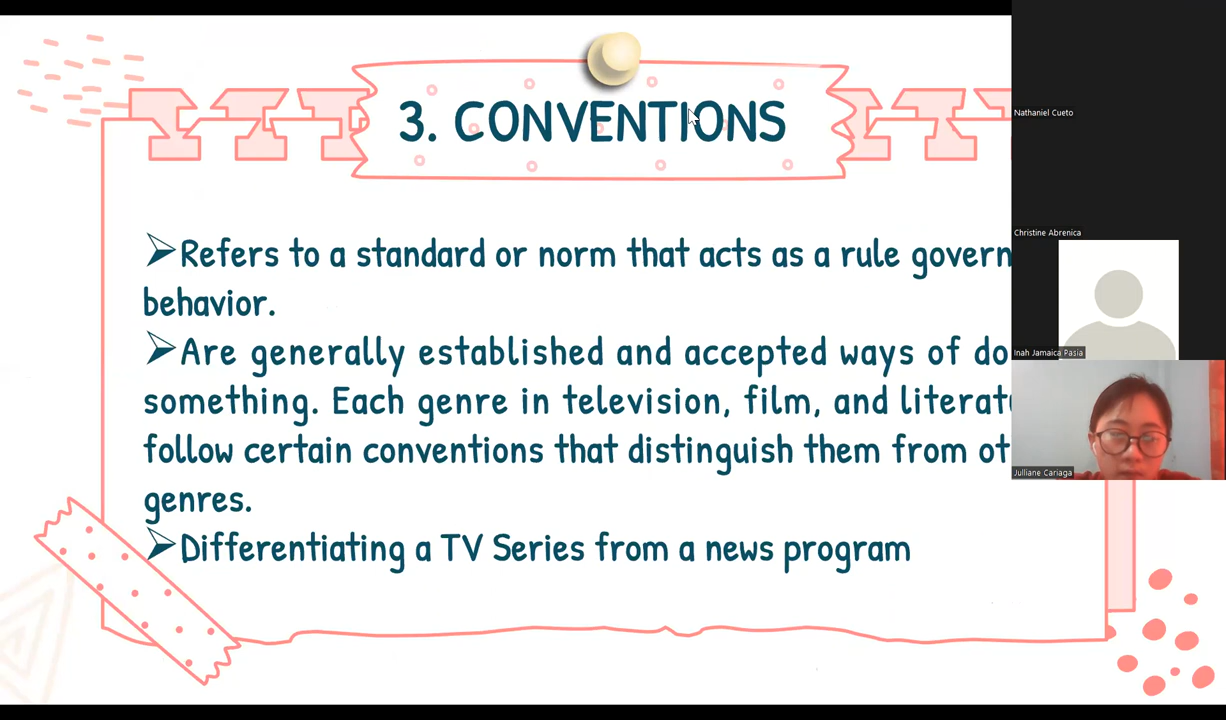 3. CONVENTIONS
➢Refers to a standard or norm that acts as a rule govern
behavior.
➢Are generally established and accepted ways of do
something. Each genre in television, film, and literat
follow certain conventions that distinguish them from ot
genres.
➢Differentiating a TV Series from a news program
Nathaniel Cueto
Christine Abrenica
Inah Jamaica Pasia
Julliane Cariaga